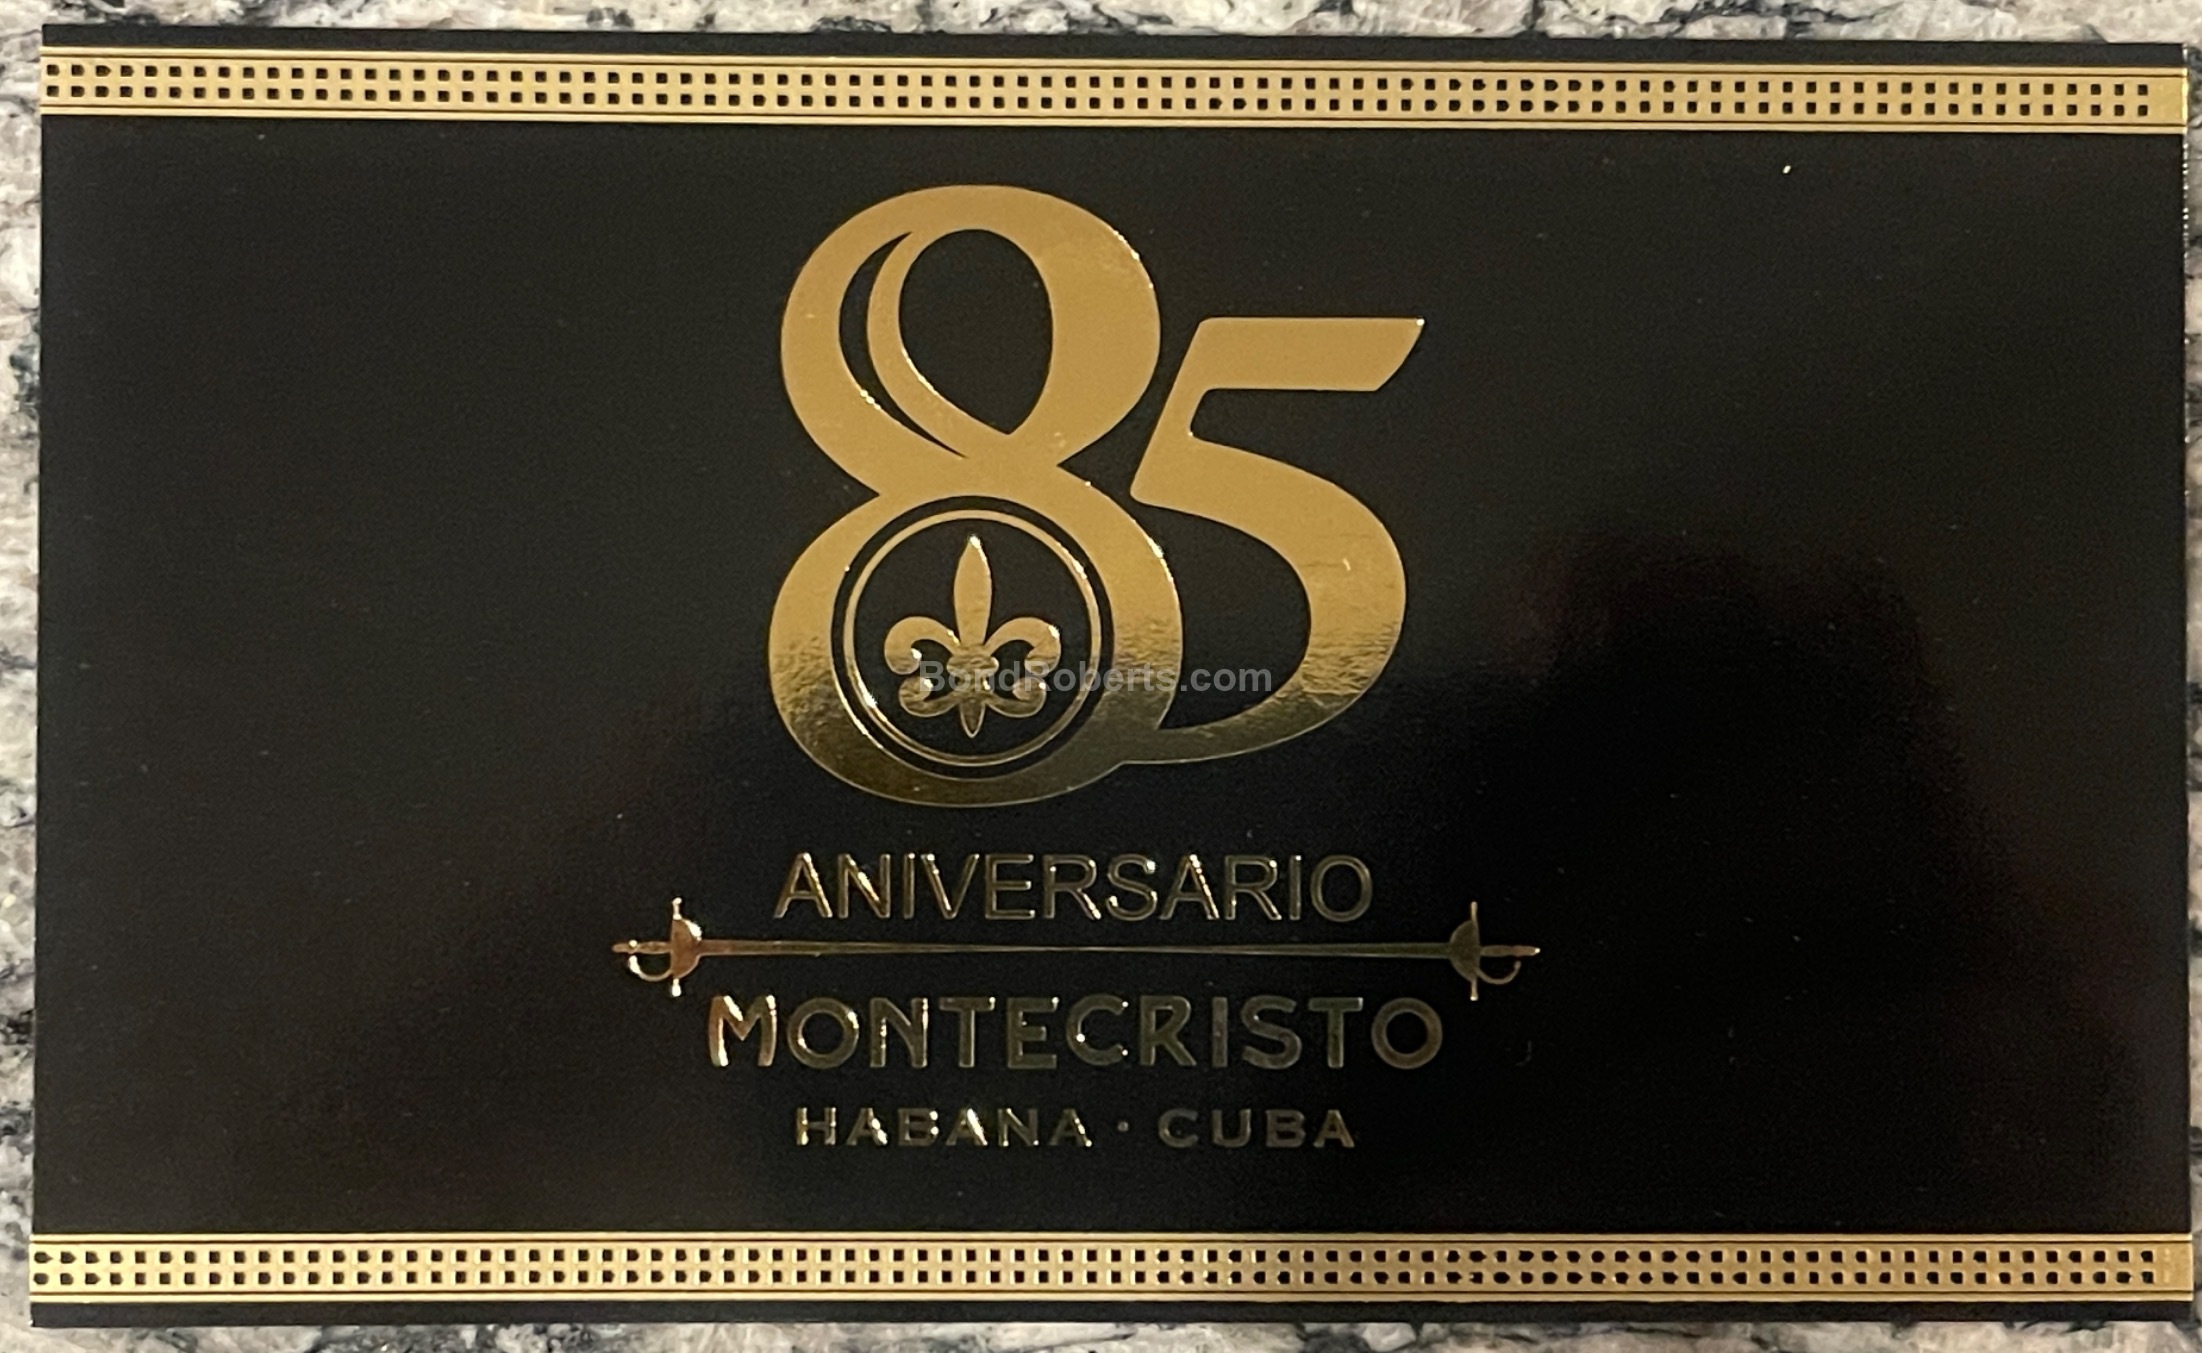 85
BondRoberts.com
ANIVERSARIO
MONTECRISTO
HABANA · CUBA